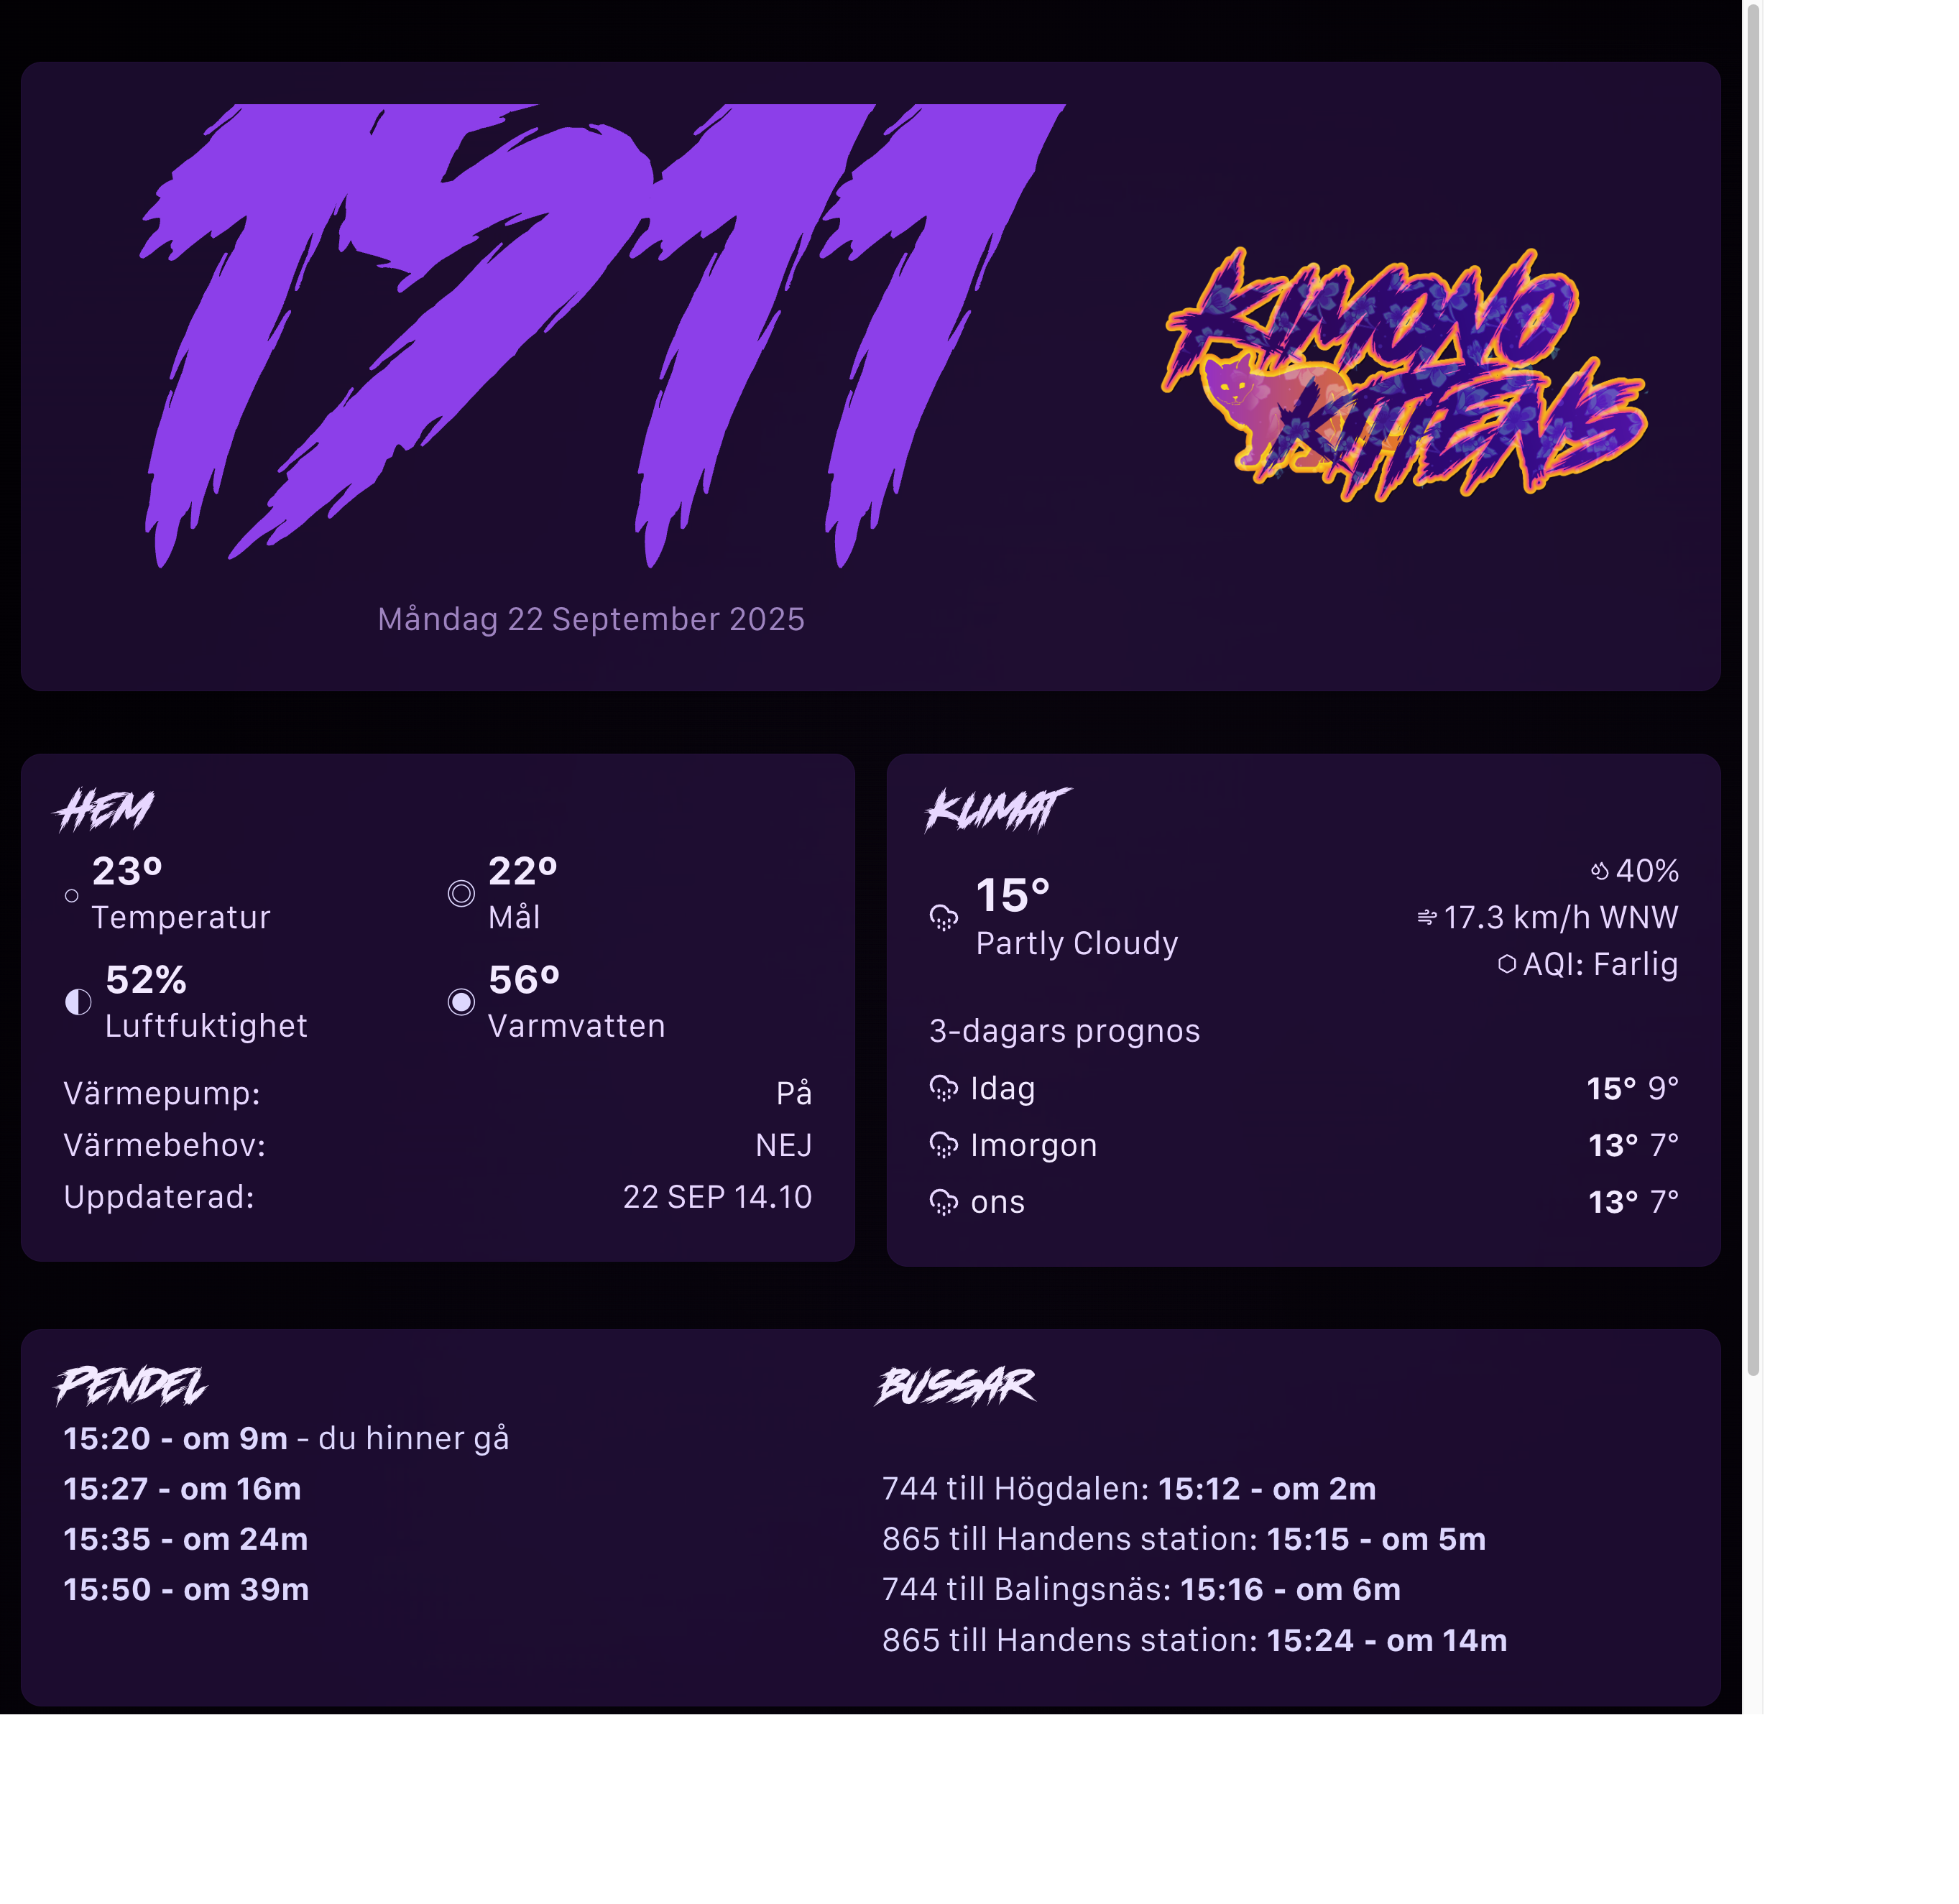 1511
KIMONO
KITTENS
Måndag 22 September 2025
HEM
23º
Temperatur
22º
Mål
52%
Luftfuktighet
56º
Varmvatten
Värmepump: På
Värmebehov: NEJ
Uppdaterad: 22 SEP 14.10
KLIMAT
15°
Partly Cloudy
40%
17.3 km/h WNW
AQI: Farlig
3-dagars prognos
Idag 15° 9°
Imorgon 13° 7°
ons 13° 7°
PENDEL
15:20 - om 9m - du hinner gå
15:27 - om 16m
15:35 - om 24m
15:50 - om 39m
BUSSAR
744 till Högdalen: 15:12 - om 2m
865 till Handens station: 15:15 - om 5m
744 till Balingsnäs: 15:16 - om 6m
865 till Handens station: 15:24 - om 14m